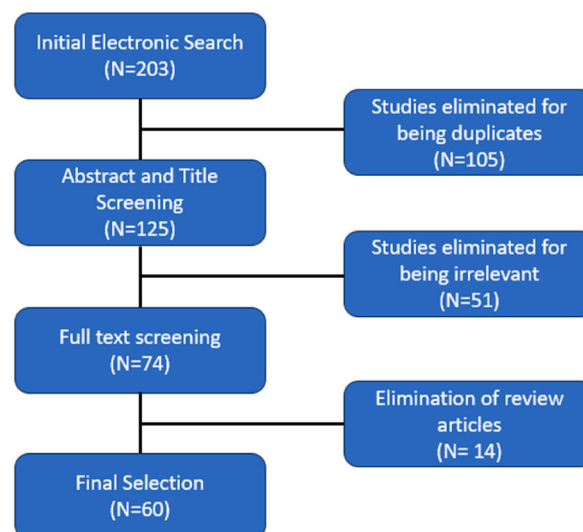 Initial Electronic Search
(N=203)
Studies eliminated for
being duplicates
(N=105)
Abstract and Title
Screening
(N=125)
Studies eliminated for
being irrelevant
(N=51)
Full text screening
(N=74)
Elimination of review
articles
(N= 14)
Final Selection
(N=60)